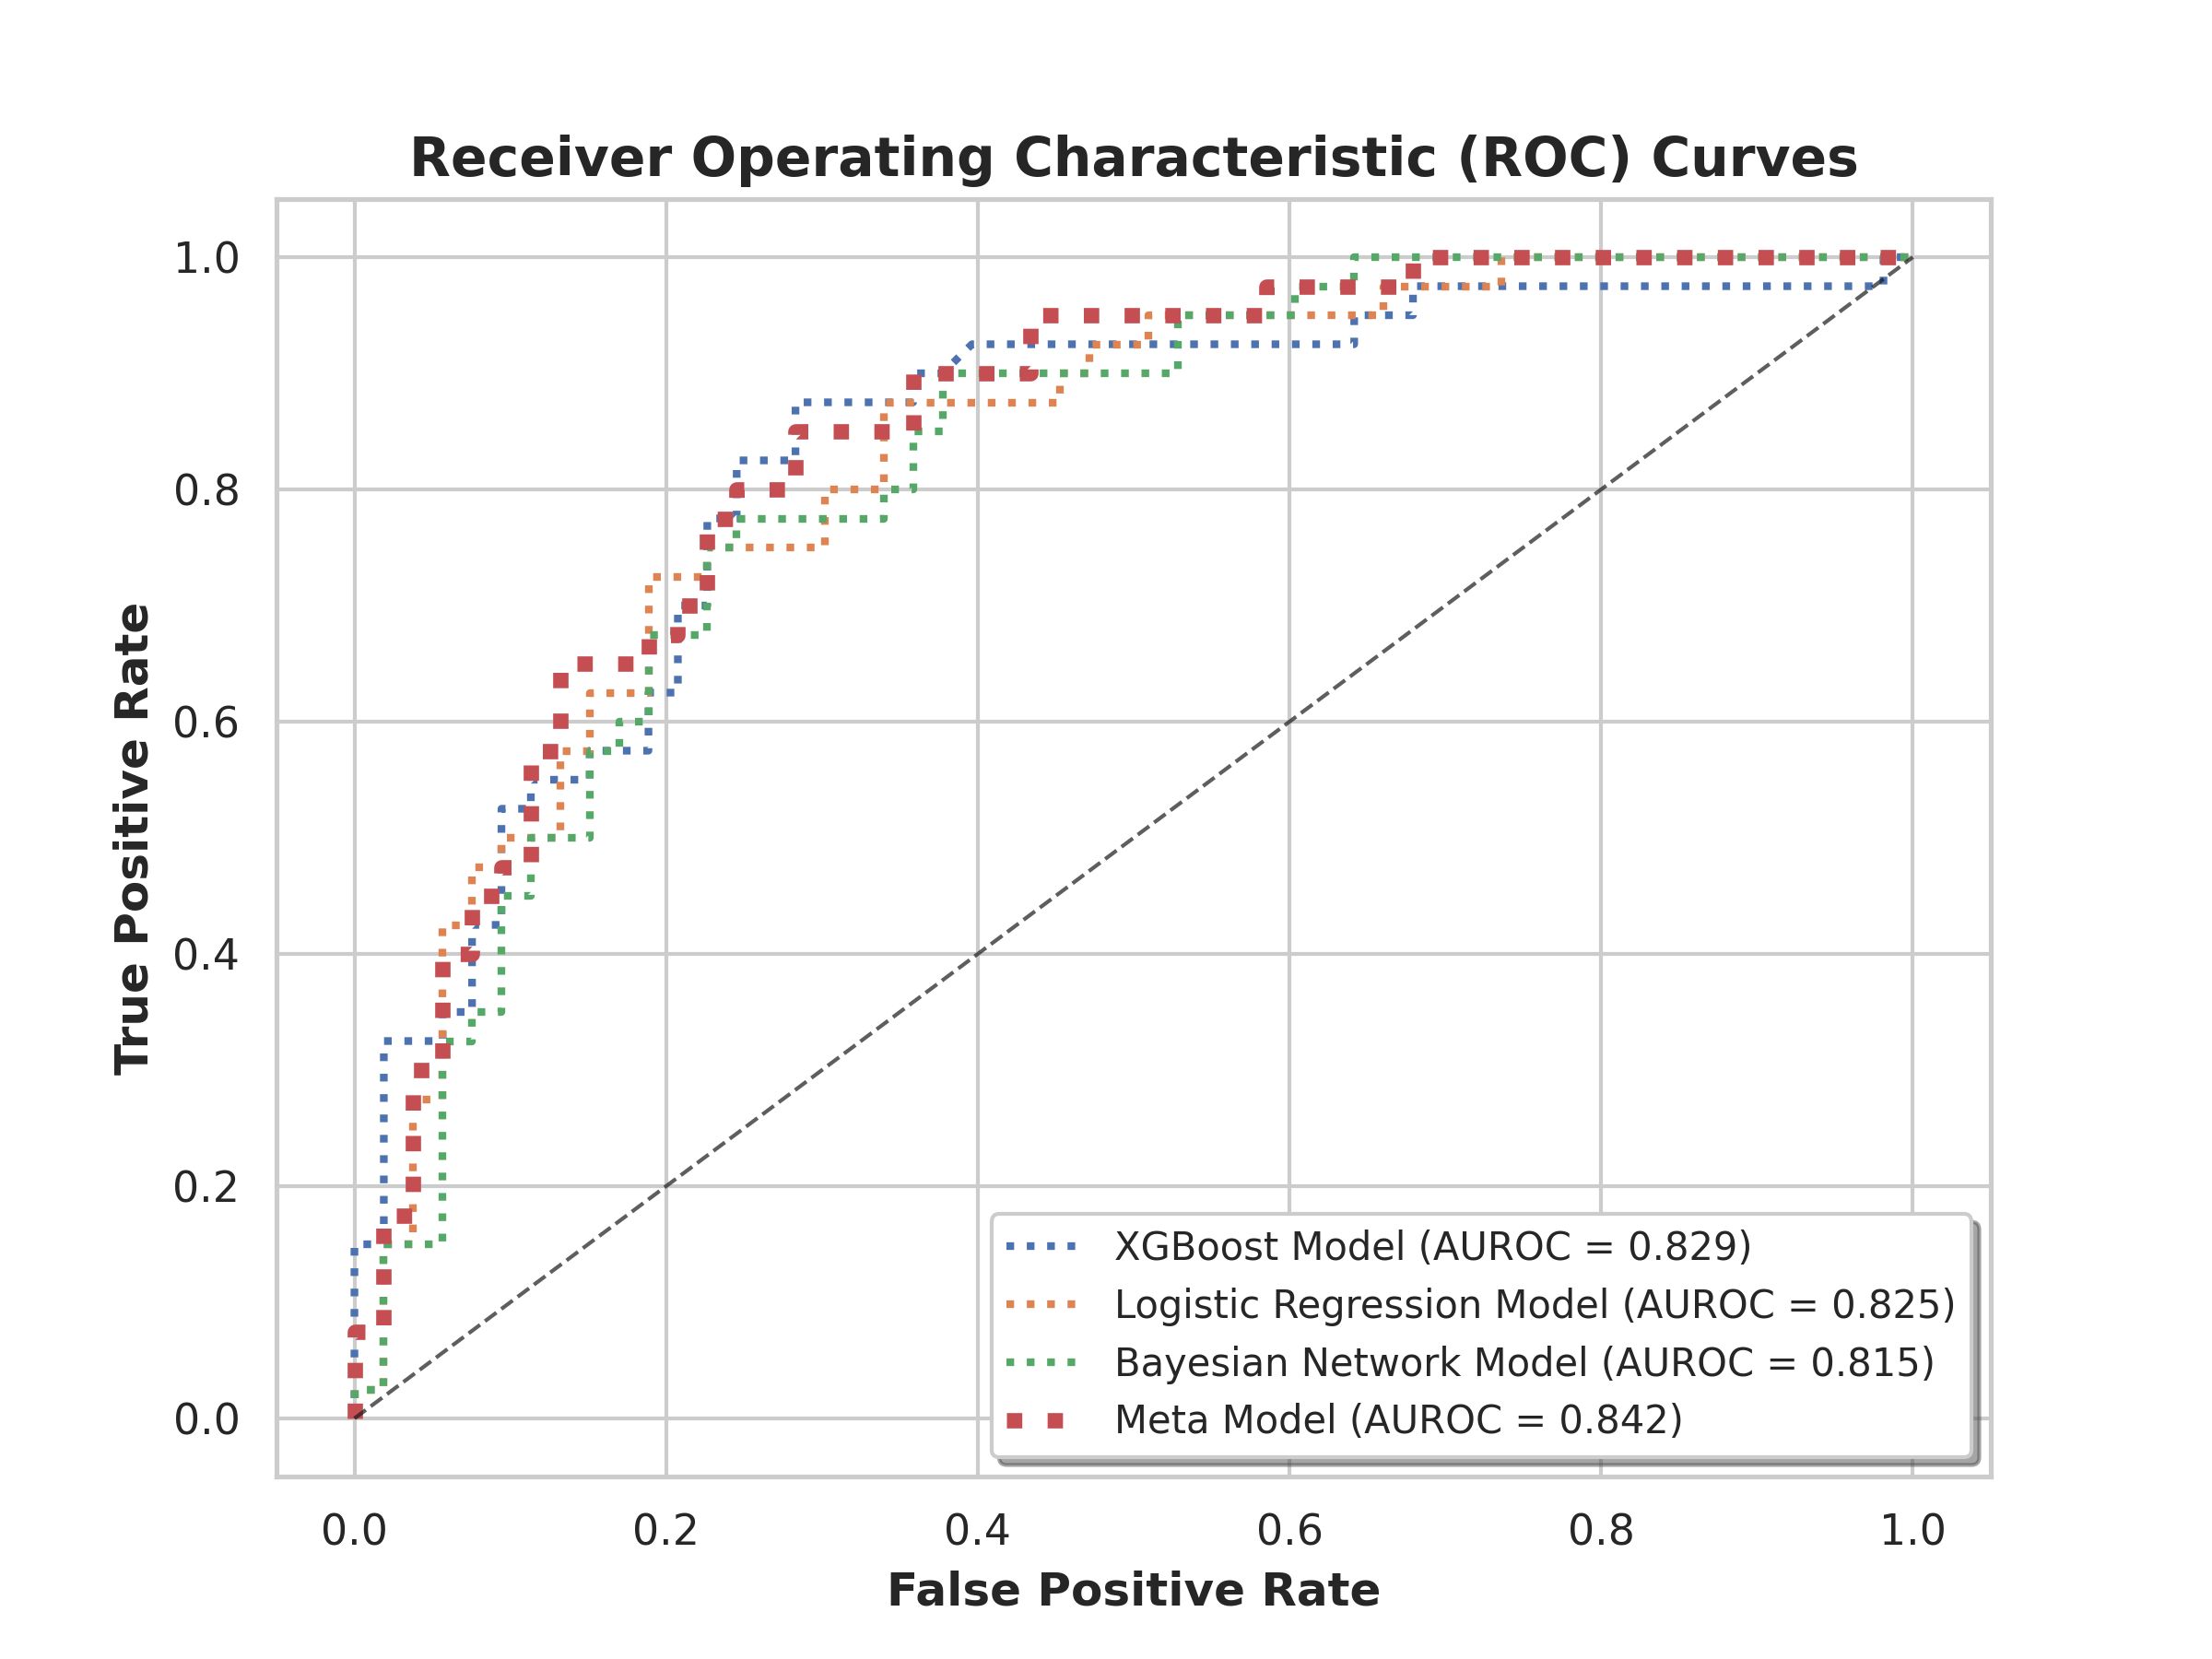 Receiver Operating Characteristic (ROC) Curves
True Positive Rate
1.0
0.8
0.6
0.4
0.2
0.0
XGBoost Model (AUROC = 0.829)
Logistic Regression Model (AUROC = 0.825)
Bayesian Network Model (AUROC = 0.815)
Meta Model (AUROC = 0.842)
0.0 0.2 0.4 0.6 0.8 1.0
False Positive Rate